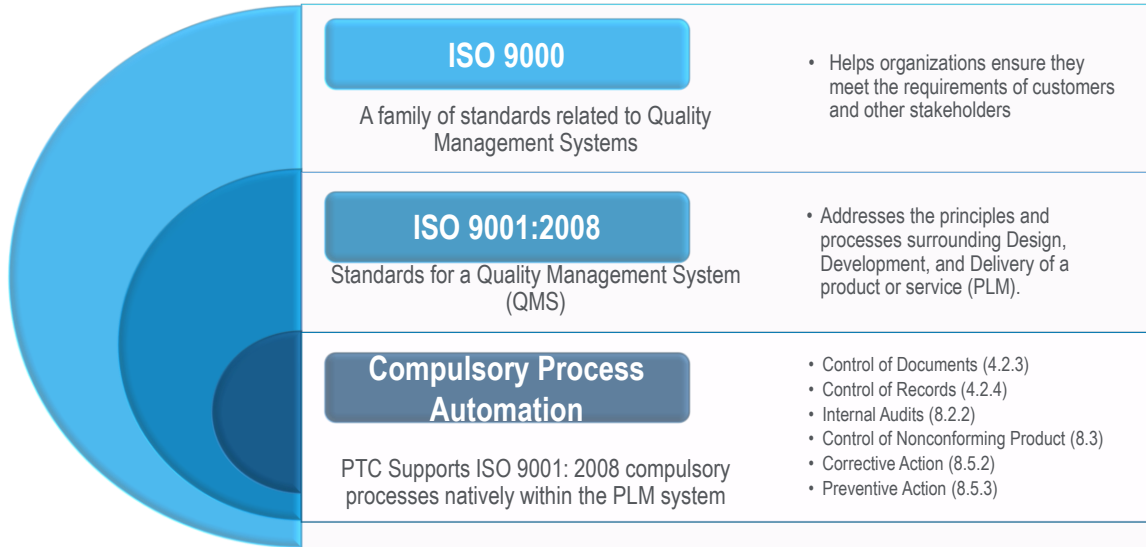 ISO 9000
A family of standards related to Quality
Management Systems
• Helps organizations ensure they
meet the requirements of customers
and other stakeholders
ISO 9001:2008
Standards for a Quality Management System
(QMS)
• Addresses the principles and
processes surrounding Design,
Development, and Delivery of a
product or service (PLM).
Compulsory Process
Automation
PTC Supports ISO 9001: 2008 compulsory
processes natively within the PLM system
• Control of Documents (4.2.3)
• Control of Records (4.2.4)
• Internal Audits (8.2.2)
• Control of Nonconforming Product (8.3)
• Corrective Action (8.5.2)
• Preventive Action (8.5.3)